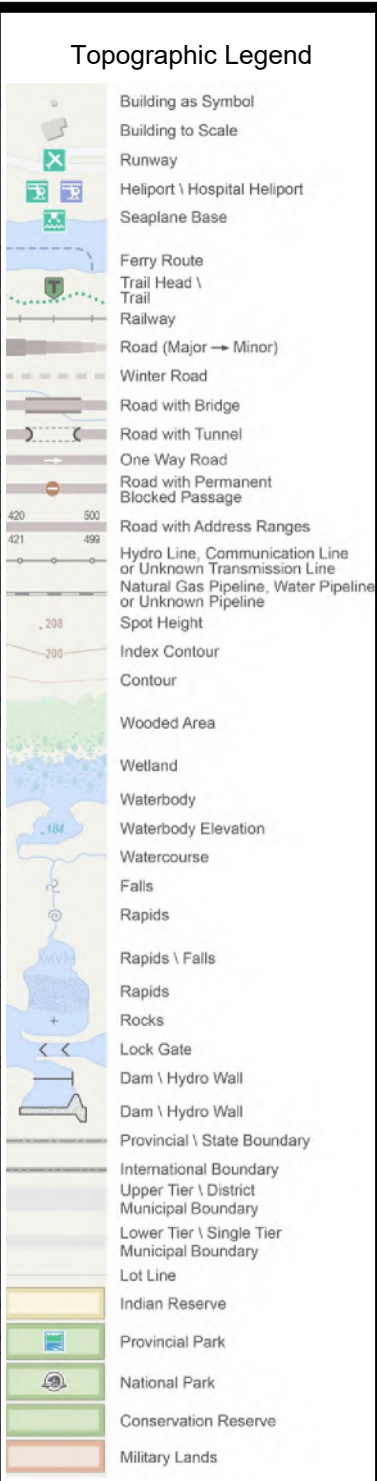 Topographic Legend
Building as Symbol
Building to Scale
Runway
Heliport \ Hospital Heliport
Seaplane Base
Ferry Route
T
Trail Head \
Trail
Railway
Road (Major → Minor)
Winter Road
Road with Bridge
Road with Tunnel
One Way Road
Road with Permanent
Blocked Passage
420 500
Road with Address Ranges
421 499
Hydro Line, Communication Line
or Unknown Transmission Line
Natural Gas Pipeline, Water Pipeline
or Unknown Pipeline
.208 Spot Height
200 Index Contour
Contour
Wooded Area
Wetland
Waterbody
.184 Waterbody Elevation
Watercourse
Falls
Rapids
Rapids \ Falls
Rapids
Rocks
Lock Gate
Dam \ Hydro Wall
Dam \ Hydro Wall
Provincial \ State Boundary
International Boundary
Upper Tier \ District
Municipal Boundary
Lower Tier \ Single Tier
Municipal Boundary
Lot Line
Indian Reserve
Provincial Park
National Park
Conservation Reserve
Military Lands